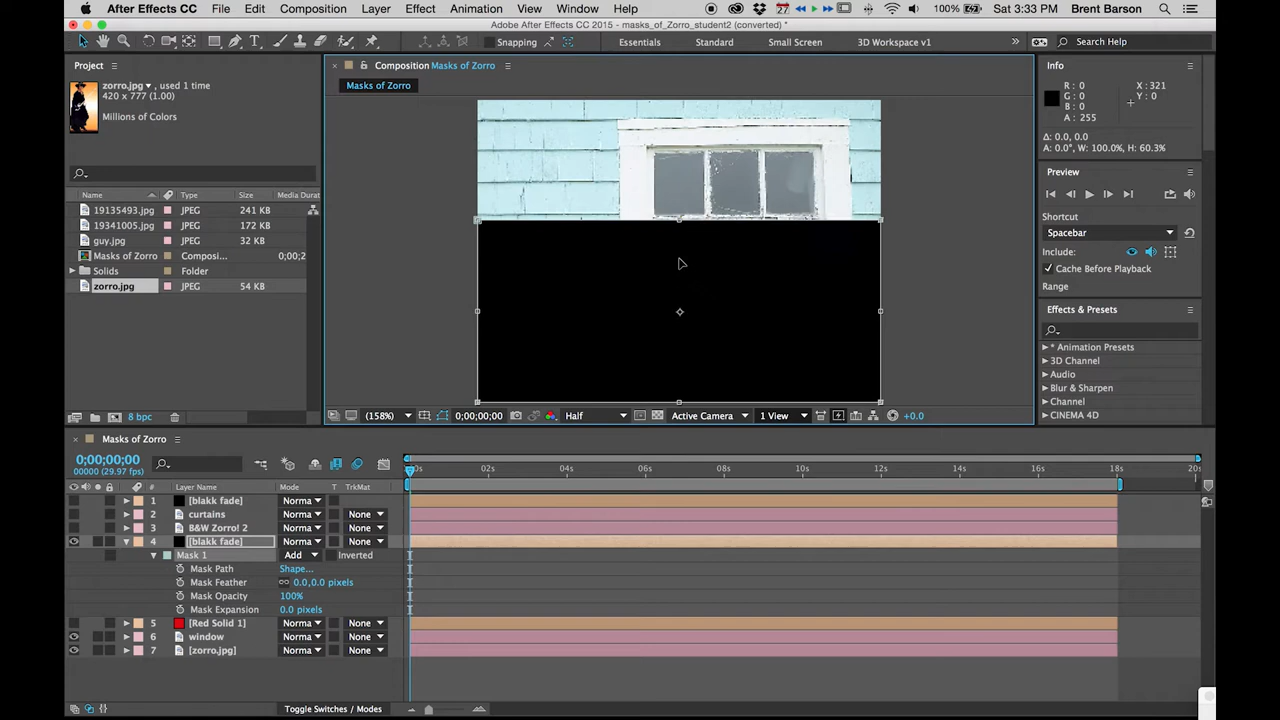 After Effects CC File Edit Composition Layer Effect Animation View Window Help 27 100% Sat 3:33 PM Brent Barson
Adobe After Effects CC 2015 - masks_of_Zorro_student2 (converted) *
Snapping Essentials Standard Small Screen 3D Workspace v1 » Search Help
Project
zorro.jpg▼, used 1 time
420 x 777 (1.00)
Millions of Colors
Name Type Size Media Durat
19135493.jpg JPEG 241 KB
19341005.jpg JPEG 172 KB
guy.jpg JPEG 32 KB
Masks of Zorro Composi... 0;00;2
Solids Folder
zorro.jpg JPEG 54 KB
8 bpc
Composition Masks of Zorro
Masks of Zorro
(158%) 0;00;00;00 Half Active Camera 1 View +0.0
Info
R: 0
G: 0
B: 0
A: 255
X: 321
Y: 0
Δ: 0.0, 0.0
A: 0.0°, W: 100.0%, H: 60.3%
Preview
Shortcut
Spacebar
Include:
Cache Before Playback
Range
Effects & Presets
* Animation Presets
3D Channel
Audio
Blur & Sharpen
Channel
CINEMA 4D
Masks of Zorro
0;00;00;00
00000 (29.97 fps)
0s 02s 04s 06s 08s 10s 12s 14s 16s 18s 20s
# Layer Name Mode T TrkMat
1 [blakk fade] Norma
2 curtains Norma None
3 B&W Zorro! 2 Norma None
4 [blakk fade] Norma None
Mask 1 Add Inverted
Mask Path Shape...
Mask Feather 0.0,0.0 pixels
Mask Opacity 100%
Mask Expansion 0.0 pixels
5 [Red Solid 1] Norma None
6 window Norma None
7 [zorro.jpg] Norma None
Toggle Switches / Modes